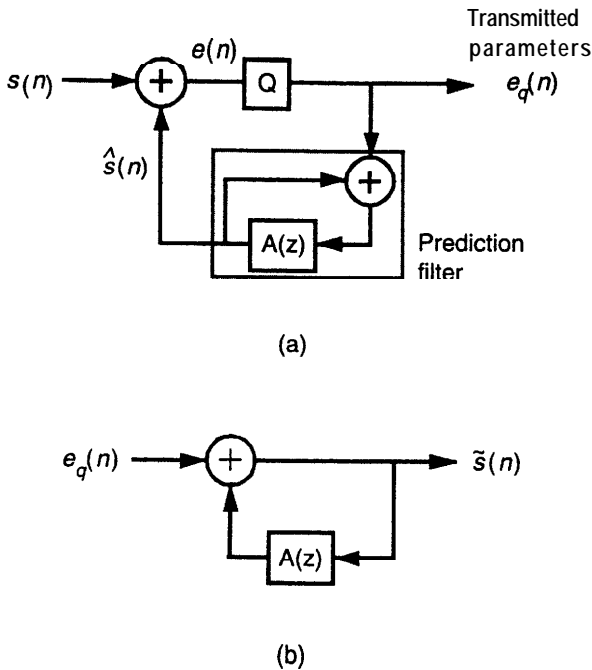 Transmitted
parameters
e(n)
s(n)
+
Q
e_q(n)
ŝ(n)
+
A(z)
Prediction
filter
(a)
e_q(n)
+
s̃(n)
A(z)
(b)